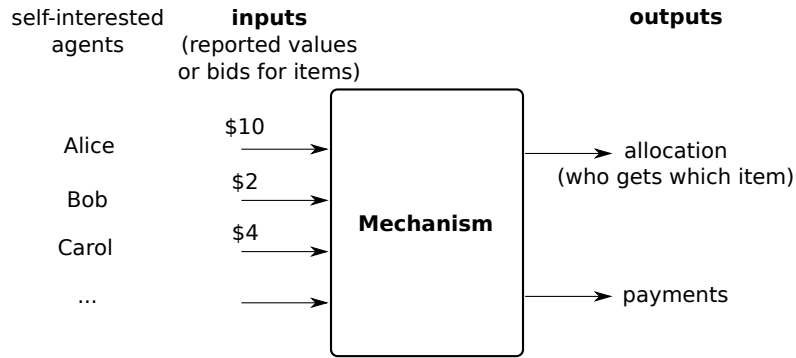 self-interested
agents
inputs
(reported values
or bids for items)
outputs
Alice
$10
Bob
$2
Carol
$4
...
Mechanism
allocation
(who gets which item)
payments